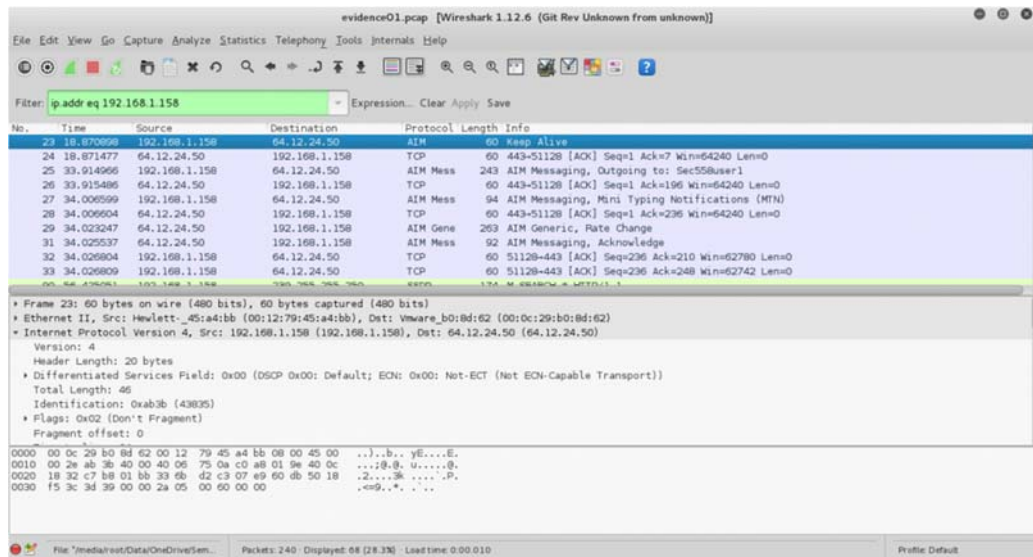 evidence01.pcap [Wireshark 1.12.6 (Git Rev Unknown from unknown)]
File Edit View Go Capture Analyze Statistics Telephony Tools Internals Help
Filter: ip.addr eq 192.168.1.158 Expression... Clear Apply Save
No. Time Source Destination Protocol Length Info
23 18.870898 192.168.1.158 64.12.24.50 AIM 60 Keep Alive
24 18.871477 64.12.24.50 192.168.1.158 TCP 60 443→51128 [ACK] Seq=1 Ack=7 Win=64240 Len=0
25 33.914966 192.168.1.158 64.12.24.50 AIM Mess 243 AIM Messaging, Outgoing to: Sec558user1
26 33.915486 64.12.24.50 192.168.1.158 TCP 60 443→51128 [ACK] Seq=1 Ack=196 Win=64240 Len=0
27 34.006599 192.168.1.158 64.12.24.50 AIM Mess 94 AIM Messaging, Mini Typing Notifications (MTN)
28 34.006604 64.12.24.50 192.168.1.158 TCP 60 443→51128 [ACK] Seq=1 Ack=236 Win=64240 Len=0
29 34.023247 64.12.24.50 192.168.1.158 AIM Gene 263 AIM Generic, Rate Change
31 34.025537 64.12.24.50 192.168.1.158 AIM Mess 92 AIM Messaging, Acknowledge
32 34.026804 192.168.1.158 64.12.24.50 TCP 60 51128→443 [ACK] Seq=236 Ack=210 Win=62780 Len=0
33 34.026809 192.168.1.158 64.12.24.50 TCP 60 51128→443 [ACK] Seq=236 Ack=248 Win=62742 Len=0
Frame 23: 60 bytes on wire (480 bits), 60 bytes captured (480 bits)
Ethernet II, Src: Hewlett-_45:a4:bb (00:12:79:45:a4:bb), Dst: Vmware_b0:8d:62 (00:0c:29:b0:8d:62)
Internet Protocol Version 4, Src: 192.168.1.158 (192.168.1.158), Dst: 64.12.24.50 (64.12.24.50)
Version: 4
Header Length: 20 bytes
Differentiated Services Field: 0x00 (DSCP 0x00: Default; ECN: 0x00: Not-ECT (Not ECN-Capable Transport))
Total Length: 46
Identification: 0xab3b (43835)
Flags: 0x02 (Don't Fragment)
Fragment offset: 0
0000 00 0c 29 b0 8d 62 00 12 79 45 a4 bb 08 00 45 00 ..)..b.. yE....E.
0010 00 2e ab 3b 40 00 40 06 75 0a c0 a8 01 9e 40 0c ...;@.@. u.....@.
0020 18 32 c7 b8 01 bb 33 6b d2 c3 07 e9 60 db 50 18 .2....3k ....`.P.
0030 f5 3c 3d 39 00 00 2a 05 00 60 00 00 .<=9..*. .`..
File: "/media/root/Data/OneDrive/Sem... Packets: 240 · Displayed: 68 (28.3%) · Load time: 0:00.010 Profile: Default